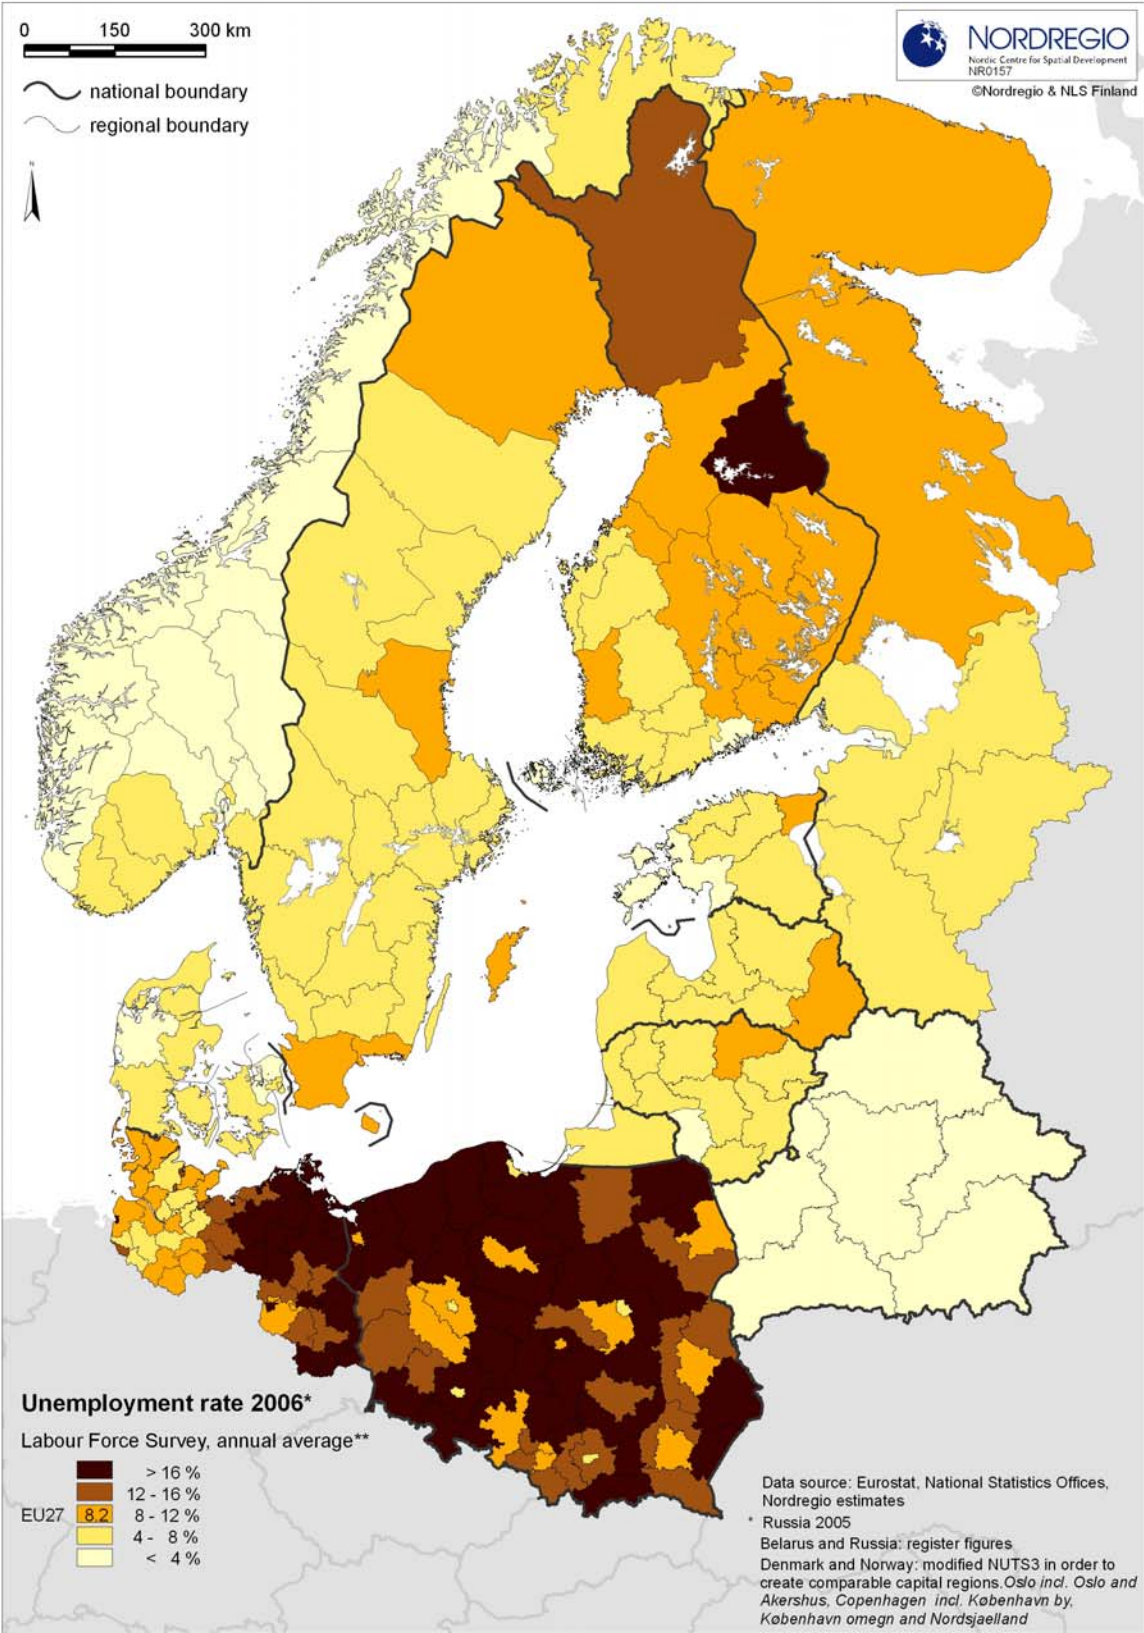 0 150 300 km
national boundary
regional boundary
N
NORDREGIO
Nordic Centre for Spatial Development
NR0157
©Nordregio & NLS Finland
Unemployment rate 2006*
Labour Force Survey, annual average**
> 16 %
12 - 16 %
EU27 8.2 8 - 12 %
4 - 8 %
< 4 %
Data source: Eurostat, National Statistics Offices,
Nordregio estimates
* Russia 2005
Belarus and Russia: register figures
Denmark and Norway: modified NUTS3 in order to
create comparable capital regions.Oslo incl. Oslo and
Akershus, Copenhagen incl. København by,
København omegn and Nordsjaelland